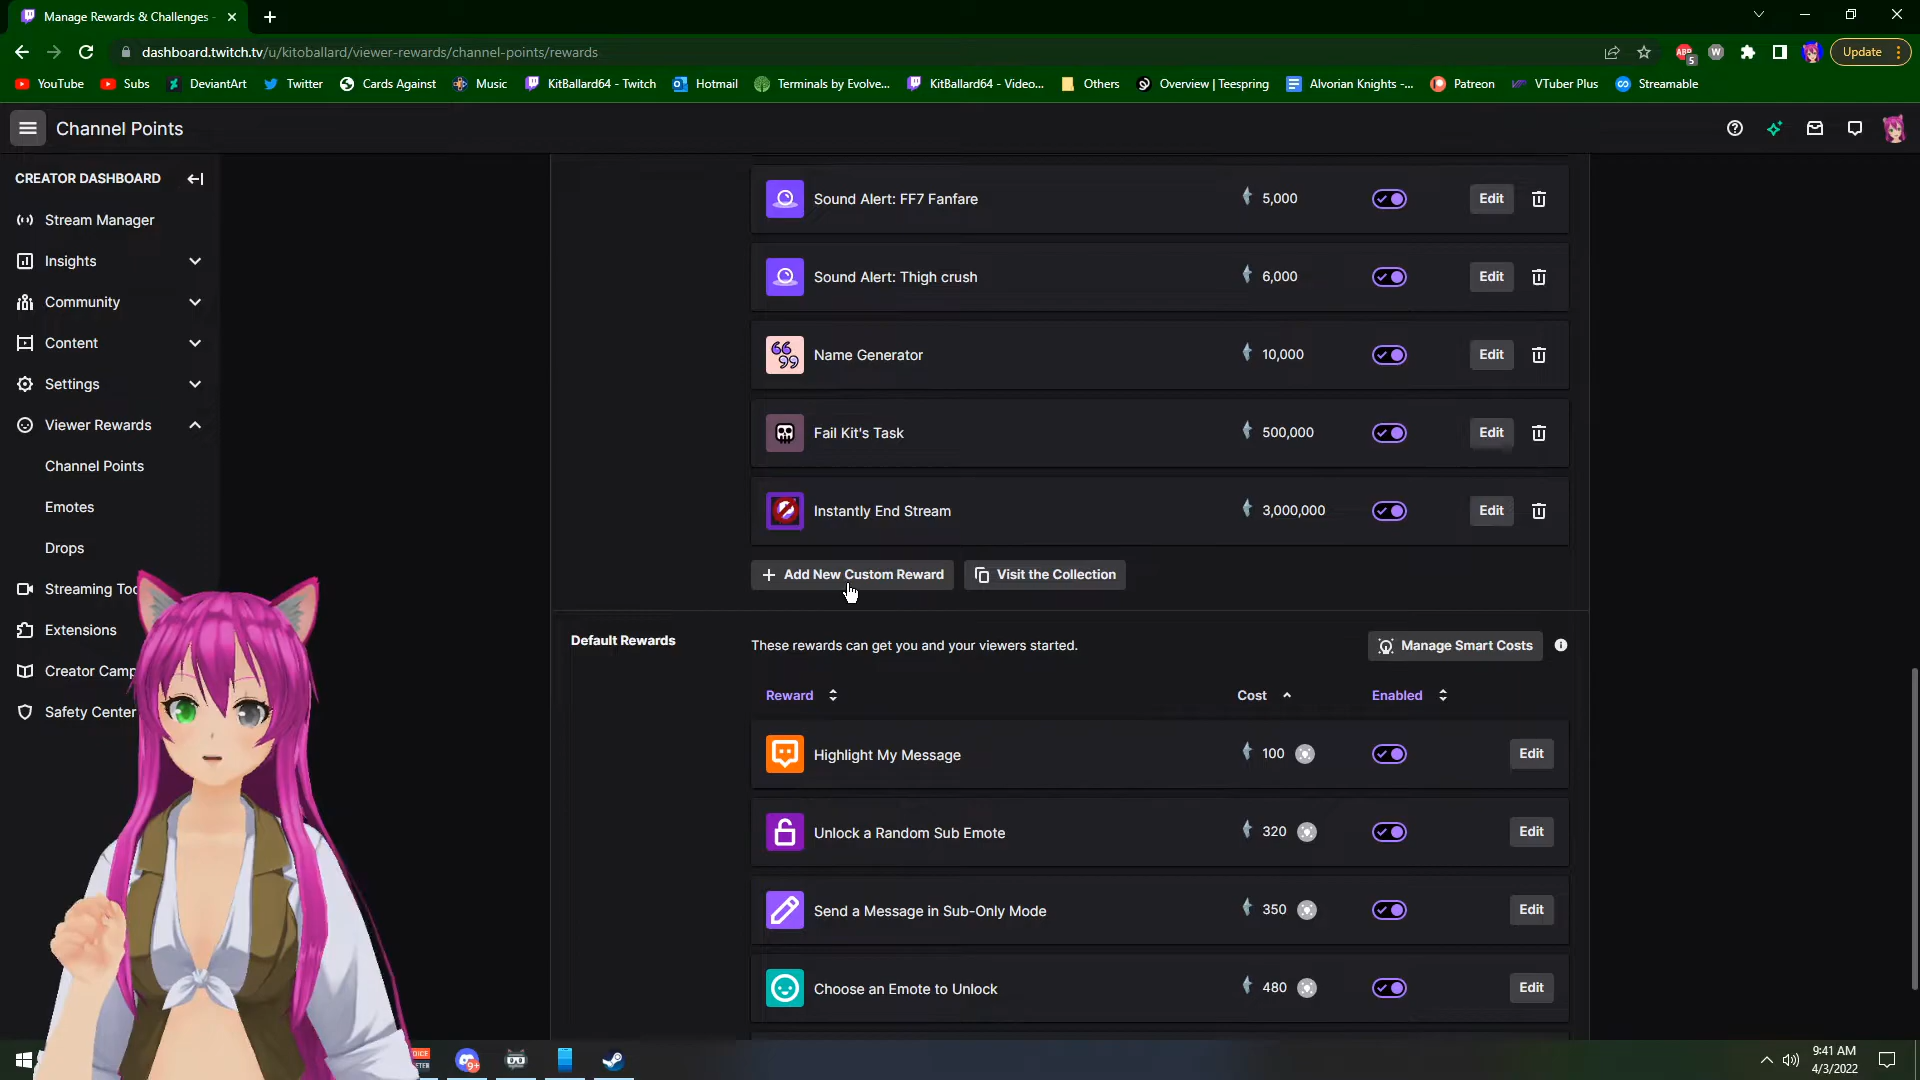 Manage Rewards & Challenges -
dashboard.twitch.tv/u/kitoballard/viewer-rewards/channel-points/rewards
ABP
5
W
Update
YouTube
Subs
DeviantArt
Twitter
Cards Against
Music
KitBallard64 - Twitch
Hotmail
Terminals by Evolve...
KitBallard64 - Video...
Others
Overview | Teespring
Alvorian Knights -...
Patreon
VTuber Plus
Streamable
Channel Points
CREATOR DASHBOARD
Stream Manager
Insights
Community
Content
Settings
Viewer Rewards
Channel Points
Emotes
Drops
Streaming Too
Extensions
Creator Camp
Safety Center
Sound Alert: FF7 Fanfare 5,000 Edit
Sound Alert: Thigh crush 6,000 Edit
Name Generator 10,000 Edit
Fail Kit's Task 500,000 Edit
Instantly End Stream 3,000,000 Edit
+ Add New Custom Reward Visit the Collection
Default Rewards These rewards can get you and your viewers started. Manage Smart Costs
Reward Cost Enabled
Highlight My Message 100 Edit
Unlock a Random Sub Emote 320 Edit
Send a Message in Sub-Only Mode 350 Edit
Choose an Emote to Unlock 480 Edit
9+
9:41 AM
4/3/2022